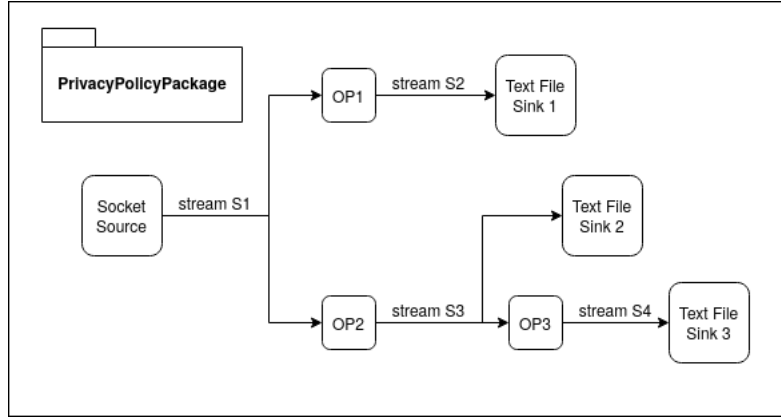 PrivacyPolicyPackage
OP1
stream S2
Text File
Sink 1
Socket
Source
stream S1
Text File
Sink 2
OP2
stream S3
OP3
stream S4
Text File
Sink 3